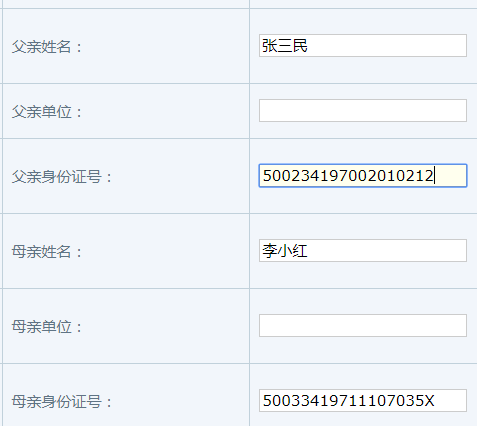 父亲姓名：
张三民
父亲单位：
父亲身份证号：
500234197002010212
母亲姓名：
李小红
母亲单位：
母亲身份证号：
50033419711107035X